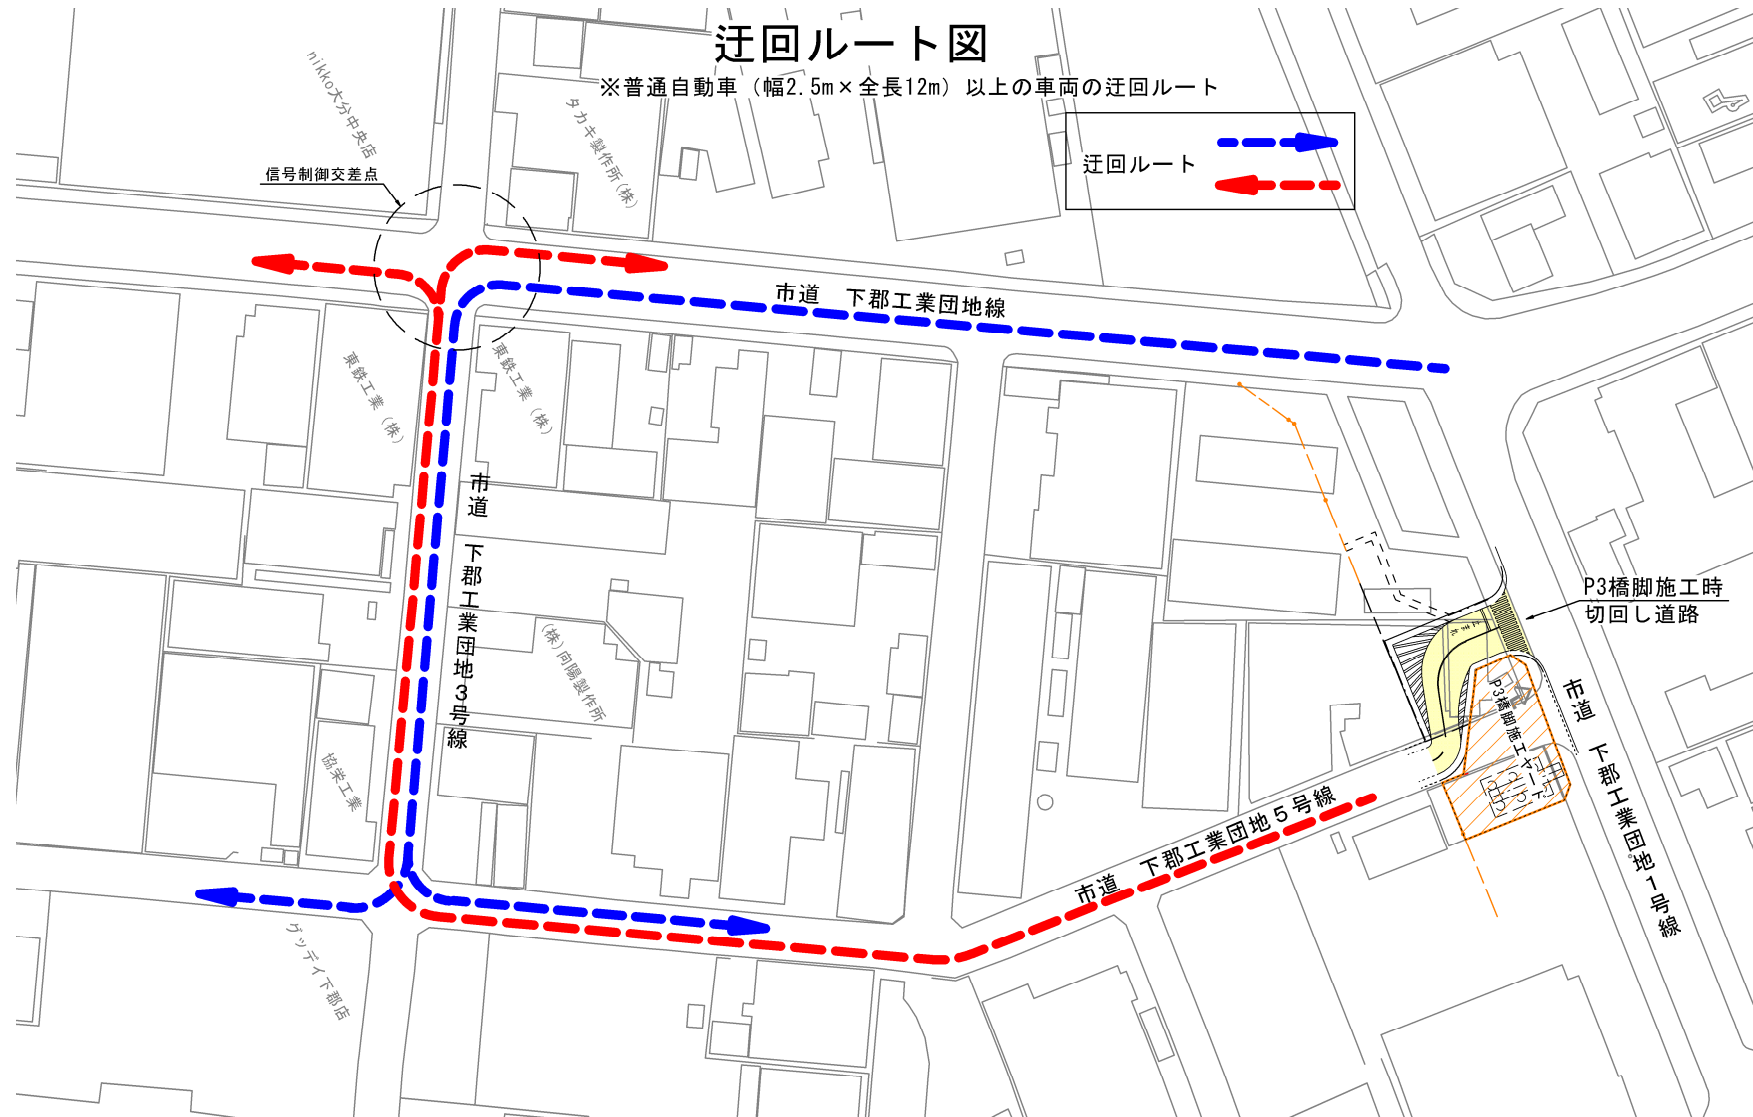 迂回ルート図
※普通自動車（幅2.5m×全長12m）以上の車両の迂回ルート
迂回ルート
nikko大分中央店
タカキ製作所(株)
信号制御交差点
市道　下郡工業団地線
東鉄工業（株）
東鉄工業（株）
市道　下郡工業団地３号線
(株)向陽製作所
協栄工業
グッデイ下郡店
P3橋脚施工時
切回し道路
止まれ
P3橋脚施工ヤード
市道　下郡工業団地５号線
市道　下郡工業団地１号線